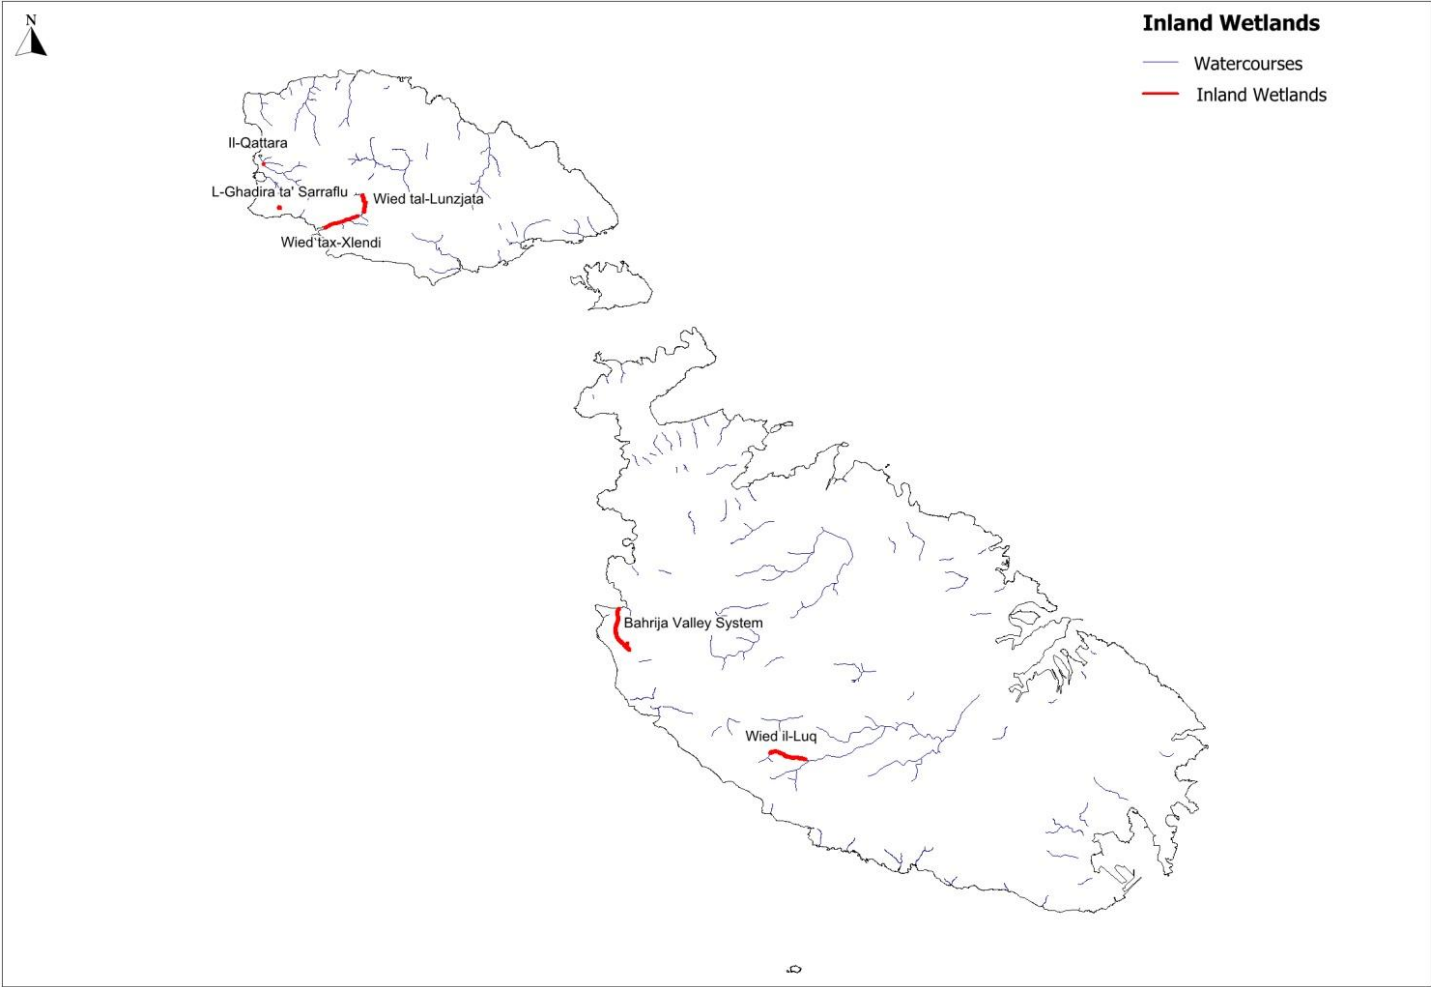 N
Inland Wetlands
Watercourses
Inland Wetlands
Il-Qattara
L-Ghadira ta' Sarraflu
Wied tal-Lunzjata
Wied tax-Xlendi
Bahrija Valley System
Wied il-Luq